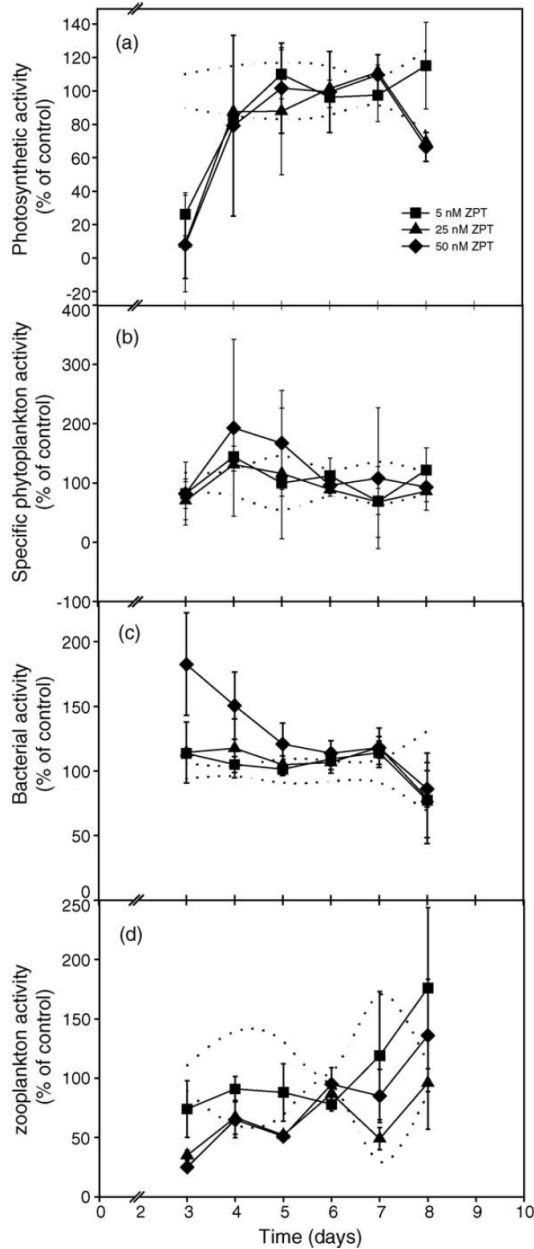 140
(a)
120
100
80
60
40
20
0
-20
Photosynthetic activity
(% of control)
5 nM ZPT
25 nM ZPT
50 nM ZPT
400
(b)
300
200
100
0
-100
Specific phytoplankton activity
(% of control)
(c)
200
150
100
50
0
Bacterial activity
(% of control)
250
(d)
200
150
100
50
0
zooplankton activity
(% of control)
0 2 3 4 5 6 7 8 9 10
Time (days)